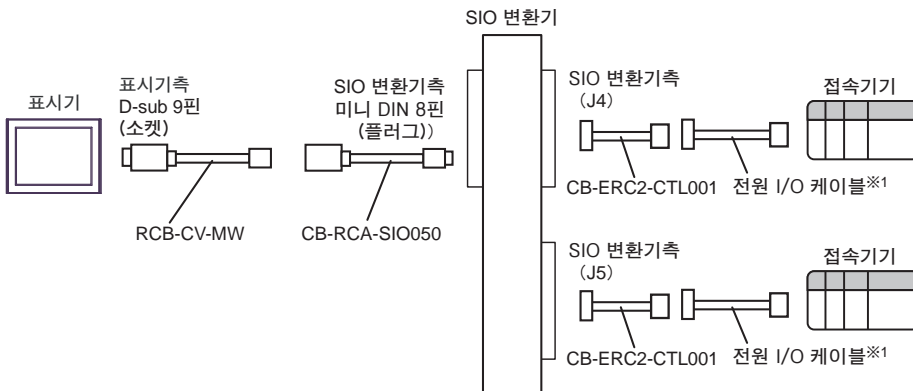 SIO 변환기
표시기
표시기측
D-sub 9핀
(소켓)
RCB-CV-MW
SIO 변환기측
미니 DIN 8핀
(플러그))
CB-RCA-SIO050
SIO 변환기측
(J4)
CB-ERC2-CTL001
전원 I/O 케이블※1
접속기기
SIO 변환기측
(J5)
CB-ERC2-CTL001
전원 I/O 케이블※1
접속기기